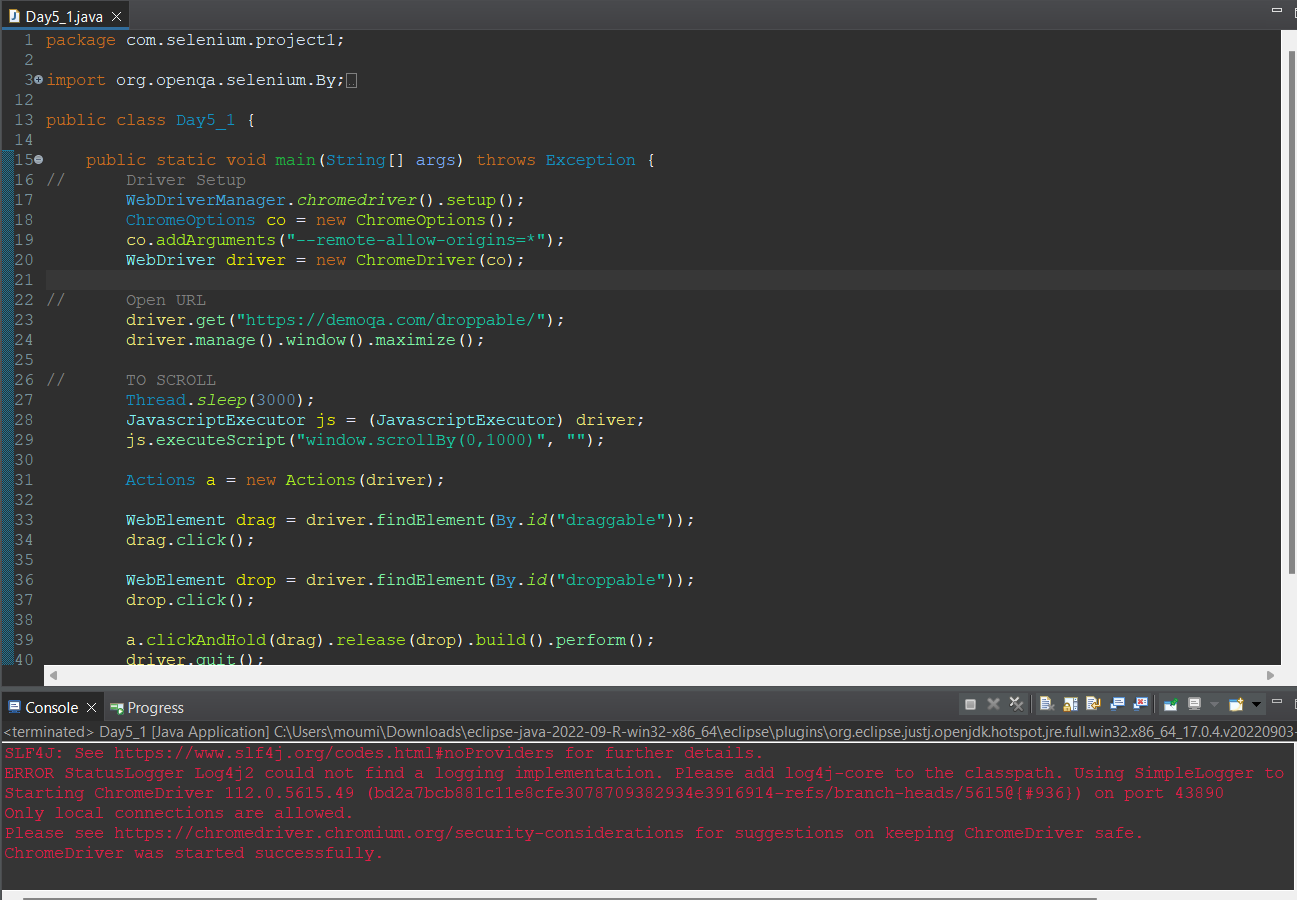 Day5_1.java
1 package com.selenium.project1;
2
3 import org.openqa.selenium.By;
12
13 public class Day5_1 {
14
15 public static void main(String[] args) throws Exception {
16 // Driver Setup
17 WebDriverManager.chromedriver().setup();
18 ChromeOptions co = new ChromeOptions();
19 co.addArguments("--remote-allow-origins=*");
20 WebDriver driver = new ChromeDriver(co);
21
22 // Open URL
23 driver.get("https://demoqa.com/droppable/");
24 driver.manage().window().maximize();
25
26 // TO SCROLL
27 Thread.sleep(3000);
28 JavascriptExecutor js = (JavascriptExecutor) driver;
29 js.executeScript("window.scrollBy(0,1000)", "");
30
31 Actions a = new Actions(driver);
32
33 WebElement drag = driver.findElement(By.id("draggable"));
34 drag.click();
35
36 WebElement drop = driver.findElement(By.id("droppable"));
37 drop.click();
38
39 a.clickAndHold(drag).release(drop).build().perform();
40 driver.quit();
Console Progress
<terminated> Day5_1 [Java Application] C:\Users\moumi\Downloads\eclipse-java-2022-09-R-win32-x86_64\eclipse\plugins\org.eclipse.justj.openjdk.hotspot.jre.full.win32.x86_64_17.0.4.v20220903-
SLF4J: See https://www.slf4j.org/codes.html#noProviders for further details.
ERROR StatusLogger Log4j2 could not find a logging implementation. Please add log4j-core to the classpath. Using SimpleLogger to
Starting ChromeDriver 112.0.5615.49 (bd2a7bcb881c11e8cfe3078709382934e3916914-refs/branch-heads/5615@{#936}) on port 43890
Only local connections are allowed.
Please see https://chromedriver.chromium.org/security-considerations for suggestions on keeping ChromeDriver safe.
ChromeDriver was started successfully.